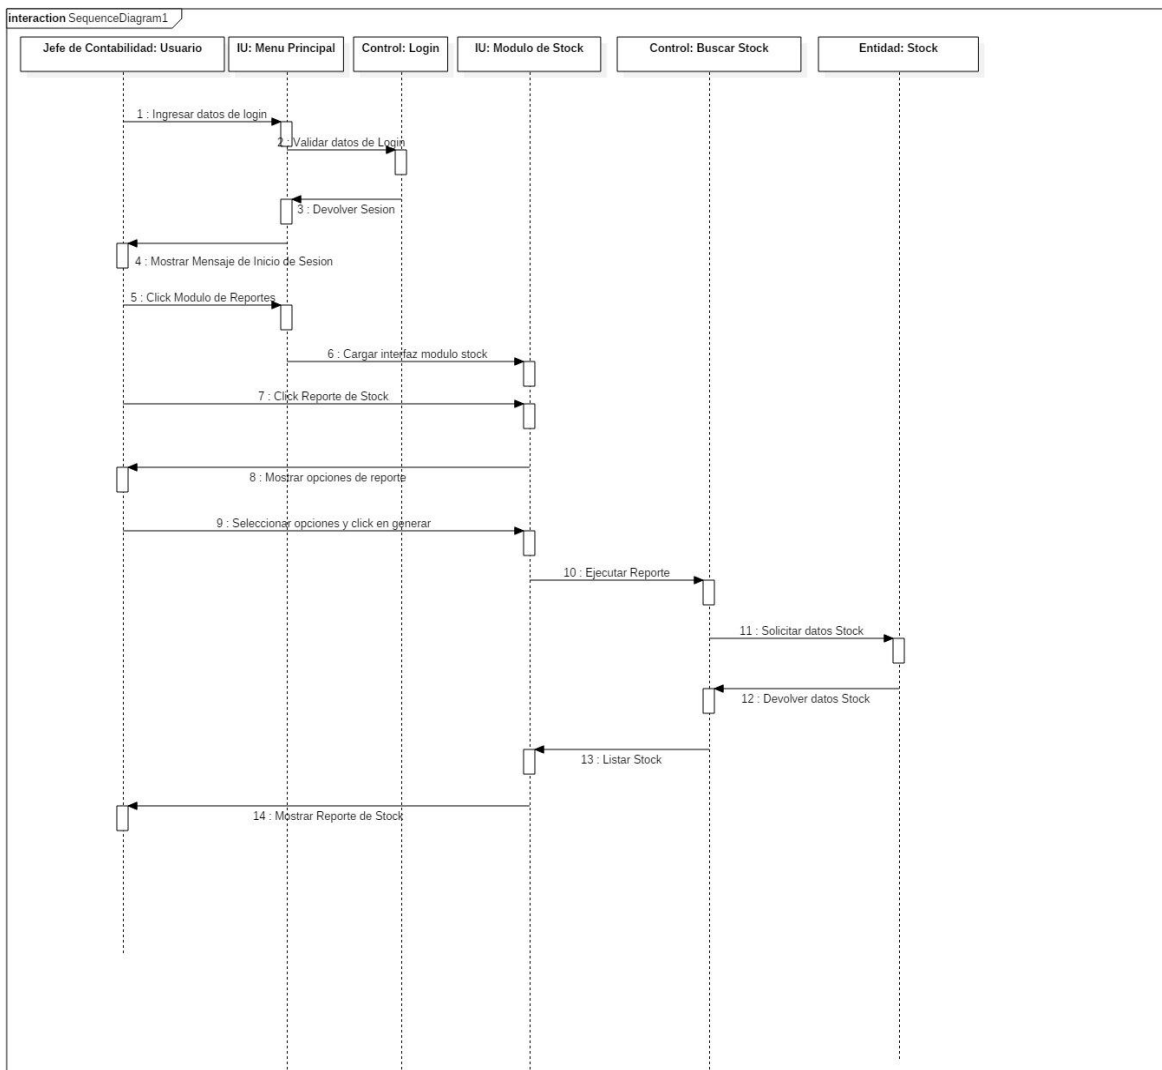 interaction SequenceDiagram1
Jefe de Contabilidad: Usuario
IU: Menu Principal
Control: Login
IU: Modulo de Stock
Control: Buscar Stock
Entidad: Stock
1 : Ingresar datos de login
2 : Validar datos de Login
3 : Devolver Sesion
4 : Mostrar Mensaje de Inicio de Sesion
5 : Click Modulo de Reportes
6 : Cargar interfaz modulo stock
7 : Click Reporte de Stock
8 : Mostrar opciones de reporte
9 : Seleccionar opciones y click en generar
10 : Ejecutar Reporte
11 : Solicitar datos Stock
12 : Devolver datos Stock
13 : Listar Stock
14 : Mostrar Reporte de Stock